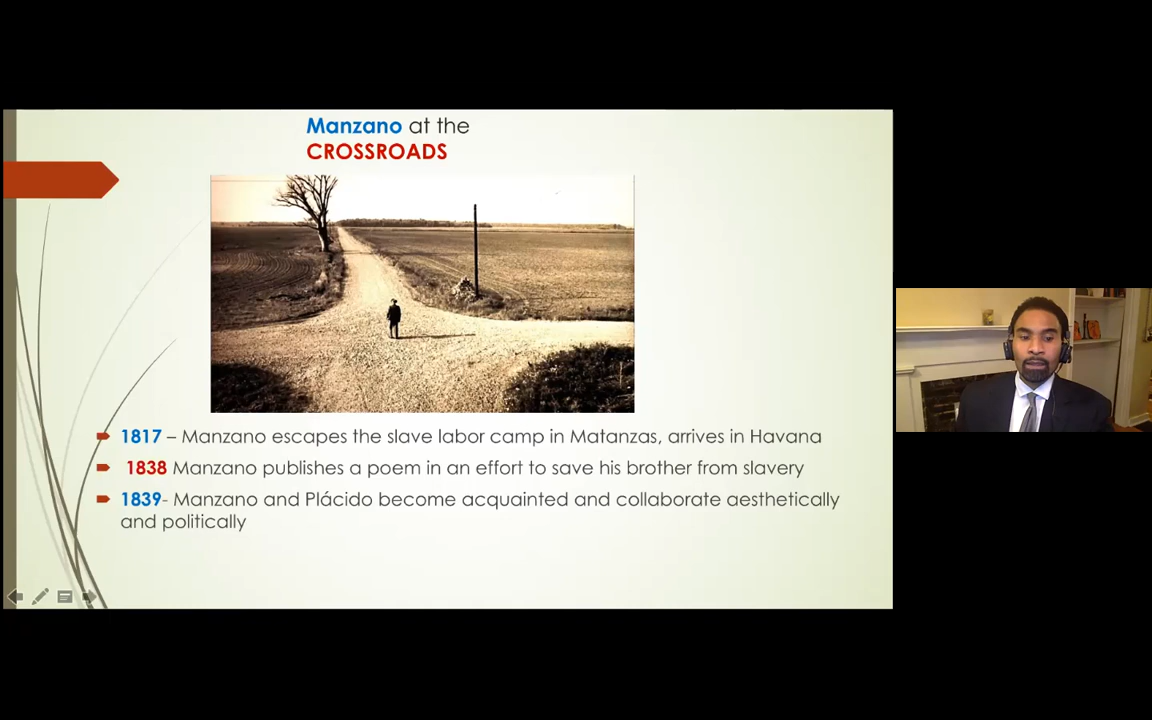 Manzano at the
CROSSROADS
1817 – Manzano escapes the slave labor camp in Matanzas, arrives in Havana
1838 Manzano publishes a poem in an effort to save his brother from slavery
1839- Manzano and Plácido become acquainted and collaborate aesthetically
and politically